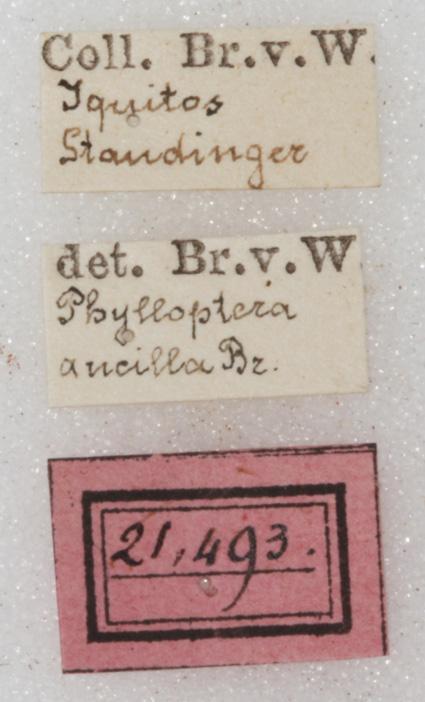 Coll. Br.v.W.
Iquitos
Staudinger
det. Br.v.W
Phylloptera
ancilla Br.
21,493.